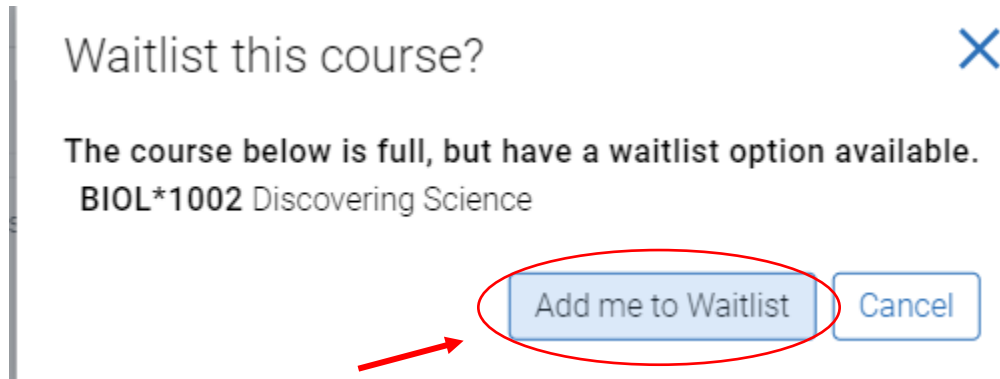 Waitlist this course?
The course below is full, but have a waitlist option available.
BIOL*1002 Discovering Science
Add me to Waitlist Cancel